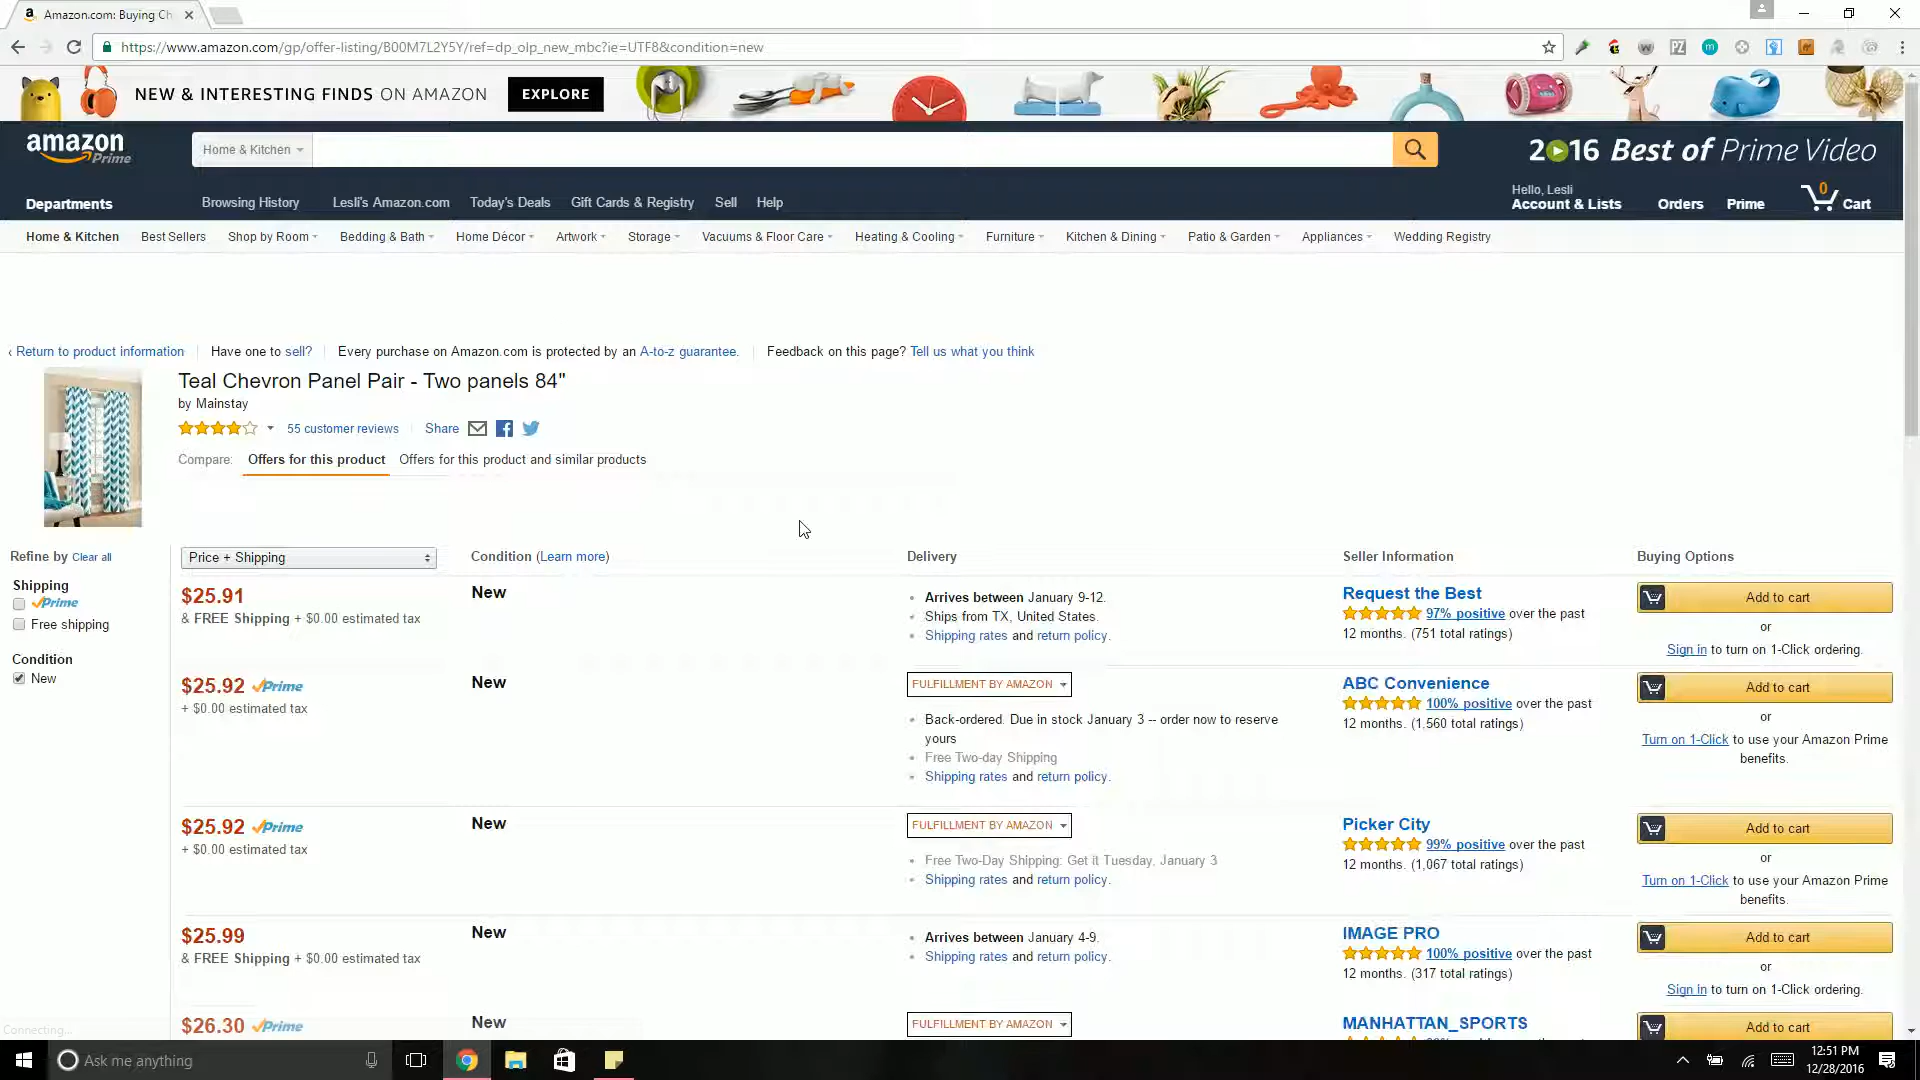 Amazon.com: Buying Ch
https://www.amazon.com/gp/offer-listing/B00M7L2Y5Y/ref=dp_olp_new_mbc?ie=UTF8&condition=new
NEW & INTERESTING FINDS ON AMAZON EXPLORE
amazon Prime
Home & Kitchen
2016 Best of Prime Video
Departments
Browsing History Lesli's Amazon.com Today's Deals Gift Cards & Registry Sell Help
Hello, Lesli
Account & Lists Orders Prime 0 Cart
Home & Kitchen Best Sellers Shop by Room Bedding & Bath Home Décor Artwork Storage Vacuums & Floor Care Heating & Cooling Furniture Kitchen & Dining Patio & Garden Appliances Wedding Registry
‹ Return to product information Have one to sell? Every purchase on Amazon.com is protected by an A-to-z guarantee. Feedback on this page? Tell us what you think
Teal Chevron Panel Pair - Two panels 84"
by Mainstay
55 customer reviews Share
Compare: Offers for this product Offers for this product and similar products
Refine by Clear all
Shipping
Prime
Free shipping
Condition
New
Price + Shipping Condition (Learn more) Delivery Seller Information Buying Options
$25.91
& FREE Shipping + $0.00 estimated tax
New
Arrives between January 9-12.
Ships from TX, United States.
Shipping rates and return policy.
Request the Best
97% positive over the past
12 months. (751 total ratings)
Add to cart
or
Sign in to turn on 1-Click ordering.
$25.92 Prime
+ $0.00 estimated tax
New
FULFILLMENT BY AMAZON
Back-ordered. Due in stock January 3 -- order now to reserve
yours
Free Two-day Shipping
Shipping rates and return policy.
ABC Convenience
100% positive over the past
12 months. (1,560 total ratings)
Add to cart
or
Turn on 1-Click to use your Amazon Prime
benefits.
$25.92 Prime
+ $0.00 estimated tax
New
FULFILLMENT BY AMAZON
Free Two-Day Shipping: Get it Tuesday, January 3
Shipping rates and return policy.
Picker City
99% positive over the past
12 months. (1,067 total ratings)
Add to cart
or
Turn on 1-Click to use your Amazon Prime
benefits.
$25.99
& FREE Shipping + $0.00 estimated tax
New
Arrives between January 4-9.
Shipping rates and return policy.
IMAGE PRO
100% positive over the past
12 months. (317 total ratings)
Add to cart
or
Sign in to turn on 1-Click ordering.
$26.30 Prime
New
FULFILLMENT BY AMAZON
MANHATTAN_SPORTS
Add to cart
Connecting...
Ask me anything
12:51 PM
12/28/2016